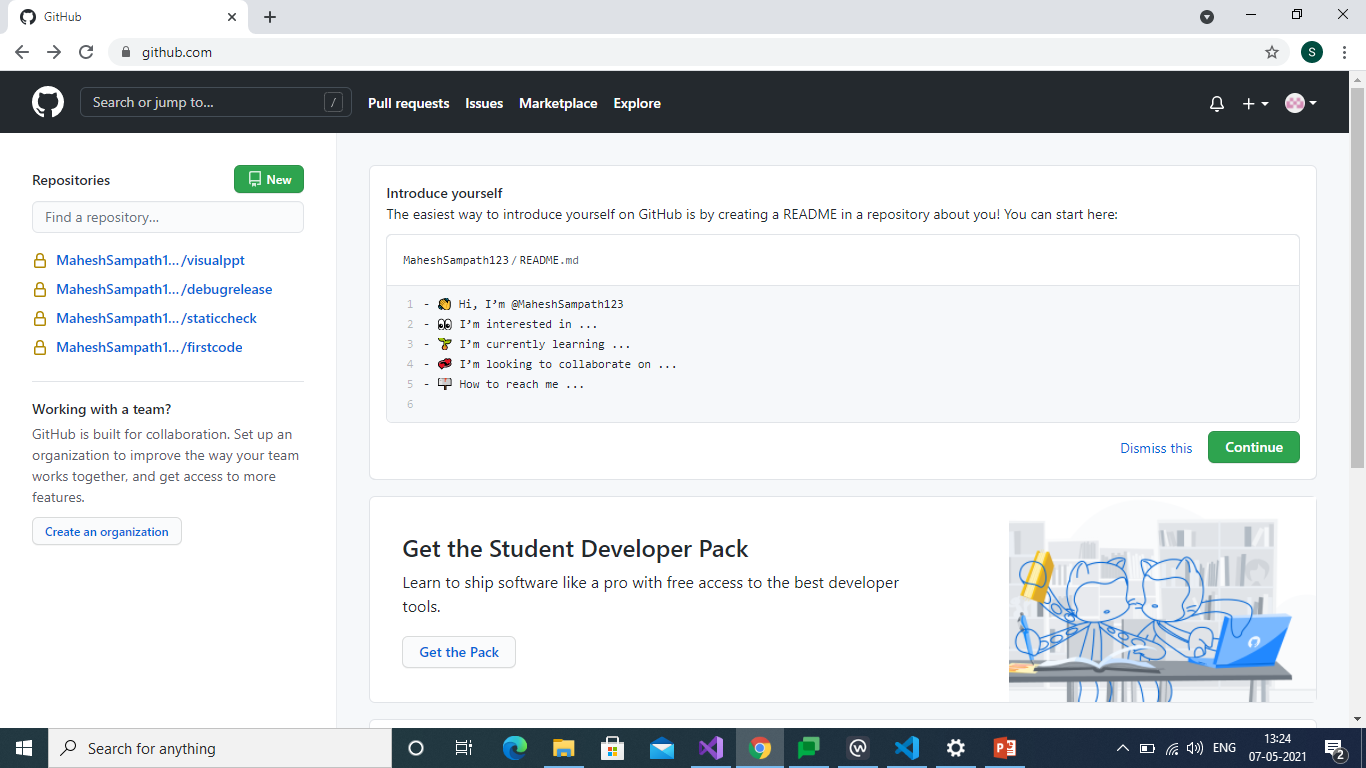 GitHub
S
github.com
Search or jump to...
/
Pull requests
Issues
Marketplace
Explore
Repositories
New
Find a repository...
MaheshSampath1.../visualppt
MaheshSampath1.../debugrelease
MaheshSampath1.../staticcheck
MaheshSampath1.../firstcode
Working with a team?
GitHub is built for collaboration. Set up an
organization to improve the way your team
works together, and get access to more
features.
Create an organization
Introduce yourself
The easiest way to introduce yourself on GitHub is by creating a README in a repository about you! You can start here:
MaheshSampath123/README.md
1 - 👋 Hi, I’m @MaheshSampath123
2 - 👀 I’m interested in ...
3 - 🌱 I’m currently learning ...
4 - 💞️ I’m looking to collaborate on ...
5 - 📫 How to reach me ...
6
Dismiss this
Continue
Get the Student Developer Pack
Learn to ship software like a pro with free access to the best developer
tools.
Get the Pack
Search for anything
ENG
13:24
07-05-2021
2